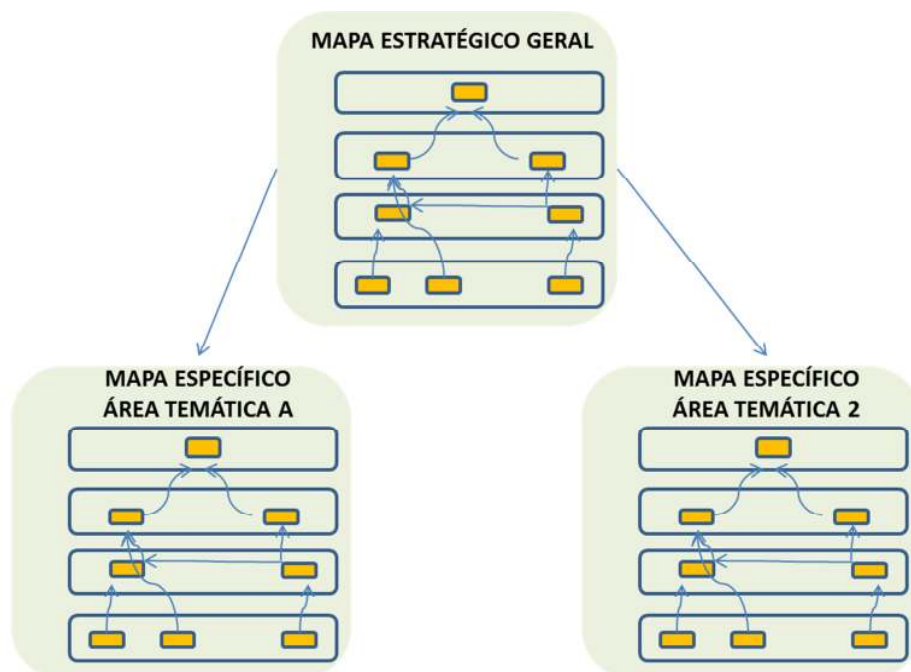 MAPA ESTRATÉGICO GERAL
MAPA ESPECÍFICO
ÁREA TEMÁTICA A
MAPA ESPECÍFICO
ÁREA TEMÁTICA 2